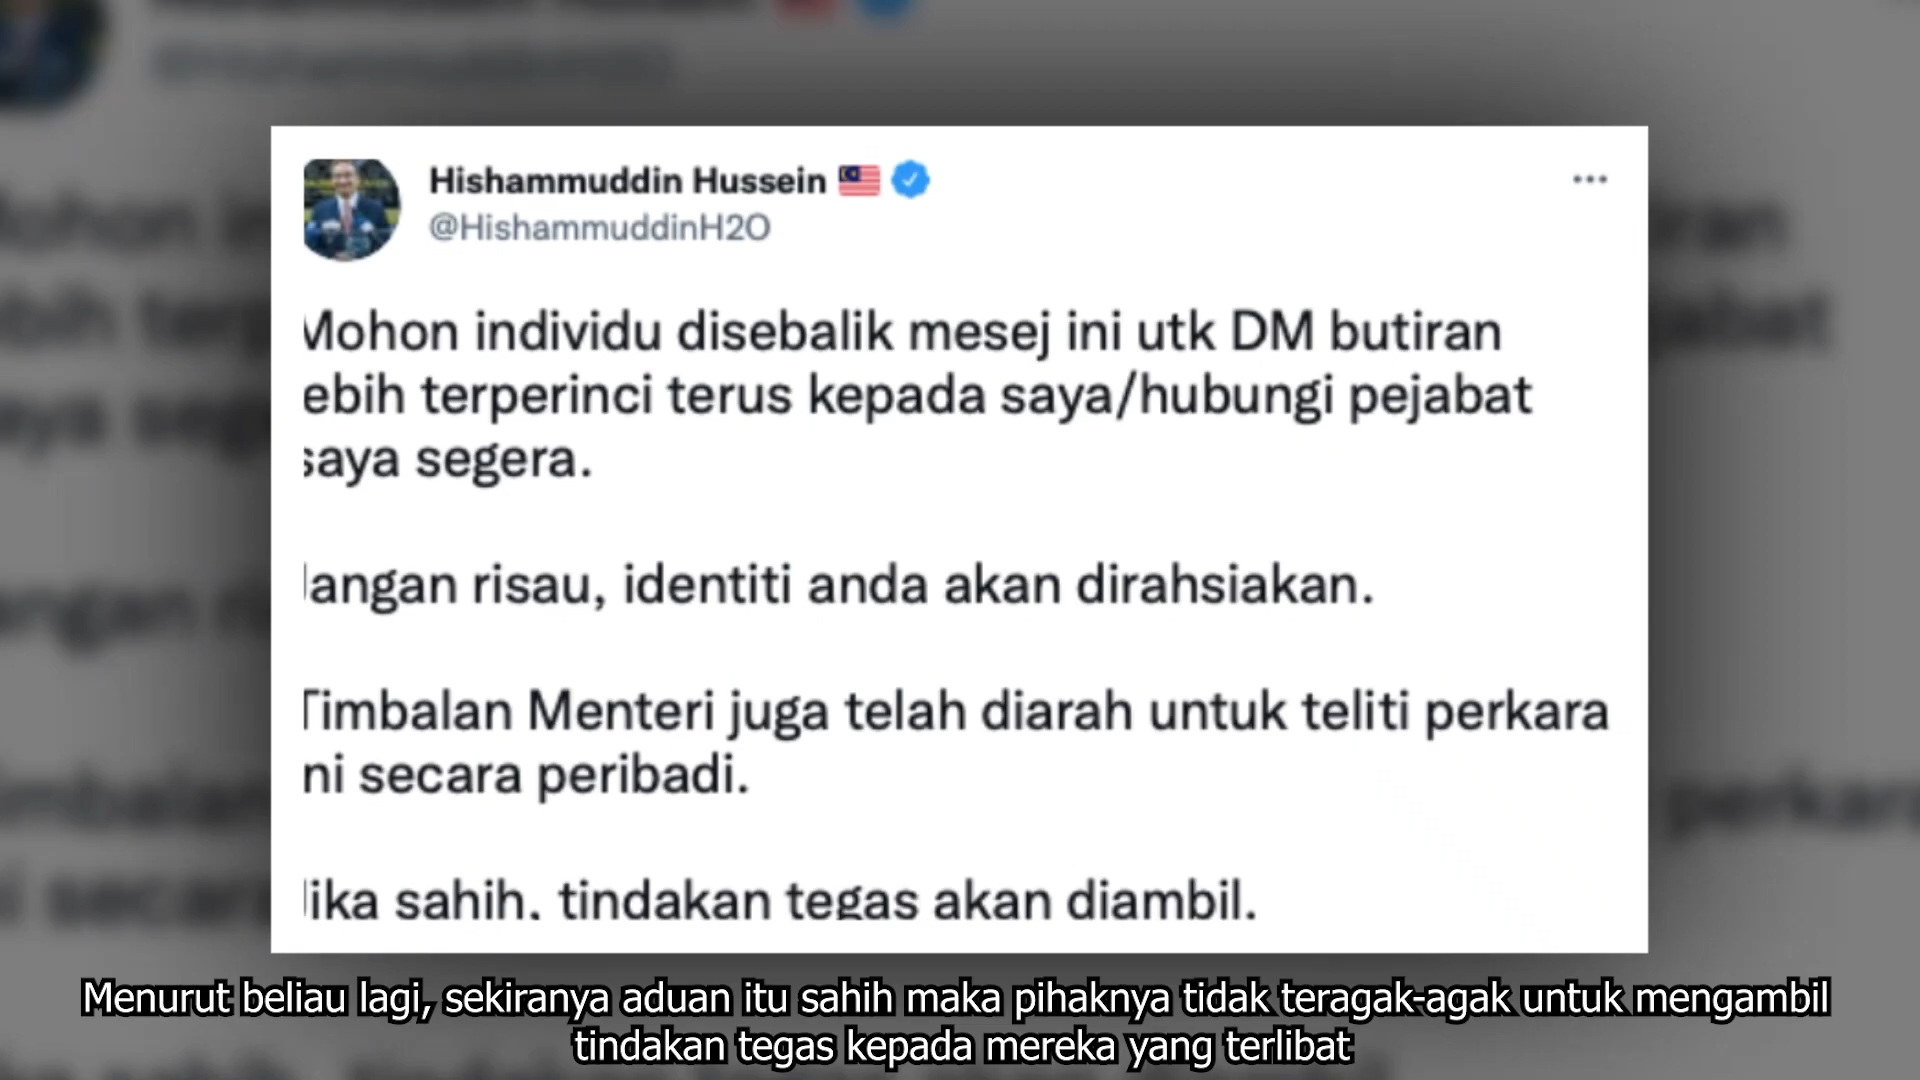 Hishammuddin Hussein
@HishammuddinH2O
Mohon individu disebalik mesej ini utk DM butiran
ebih terperinci terus kepada saya/hubungi pejabat
saya segera.
Jangan risau, identiti anda akan dirahsiakan.
Timbalan Menteri juga telah diarah untuk teliti perkara
ni secara peribadi.
Jika sahih, tindakan tegas akan diambil.
Menurut beliau lagi, sekiranya aduan itu sahih maka pihaknya tidak teragak-agak untuk mengambil
tindakan tegas kepada mereka yang terlibat